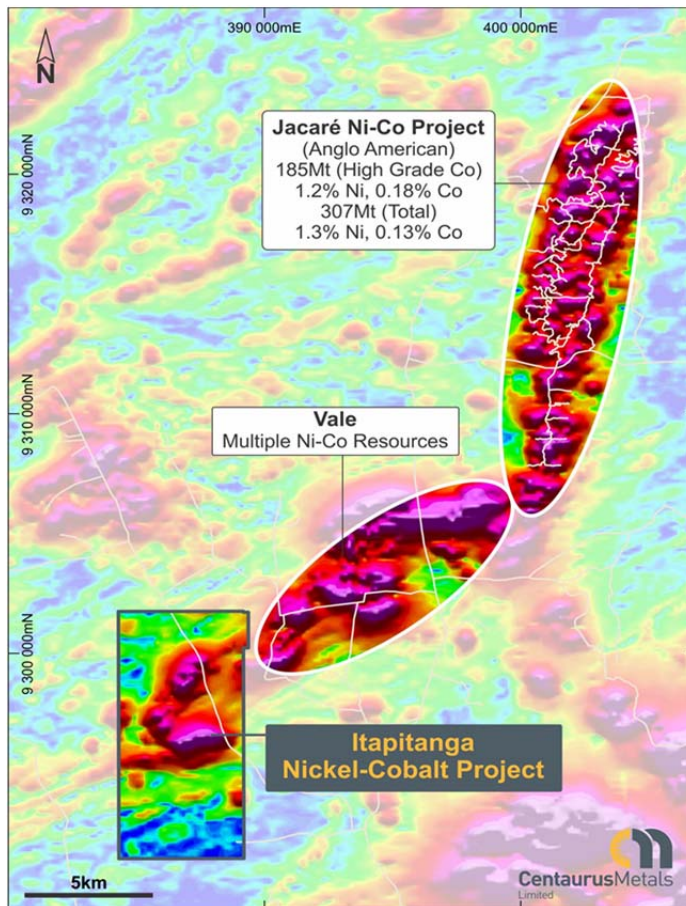 390 000mE
400 000mE
N
Jacaré Ni-Co Project
(Anglo American)
185Mt (High Grade Co)
1.2% Ni, 0.18% Co
307Mt (Total)
1.3% Ni, 0.13% Co
9 320 000mN
9 310 000mN
Vale
Multiple Ni-Co Resources
9 300 000mN
Itapitanga
Nickel-Cobalt Project
5km
CentaurusMetals
Limited